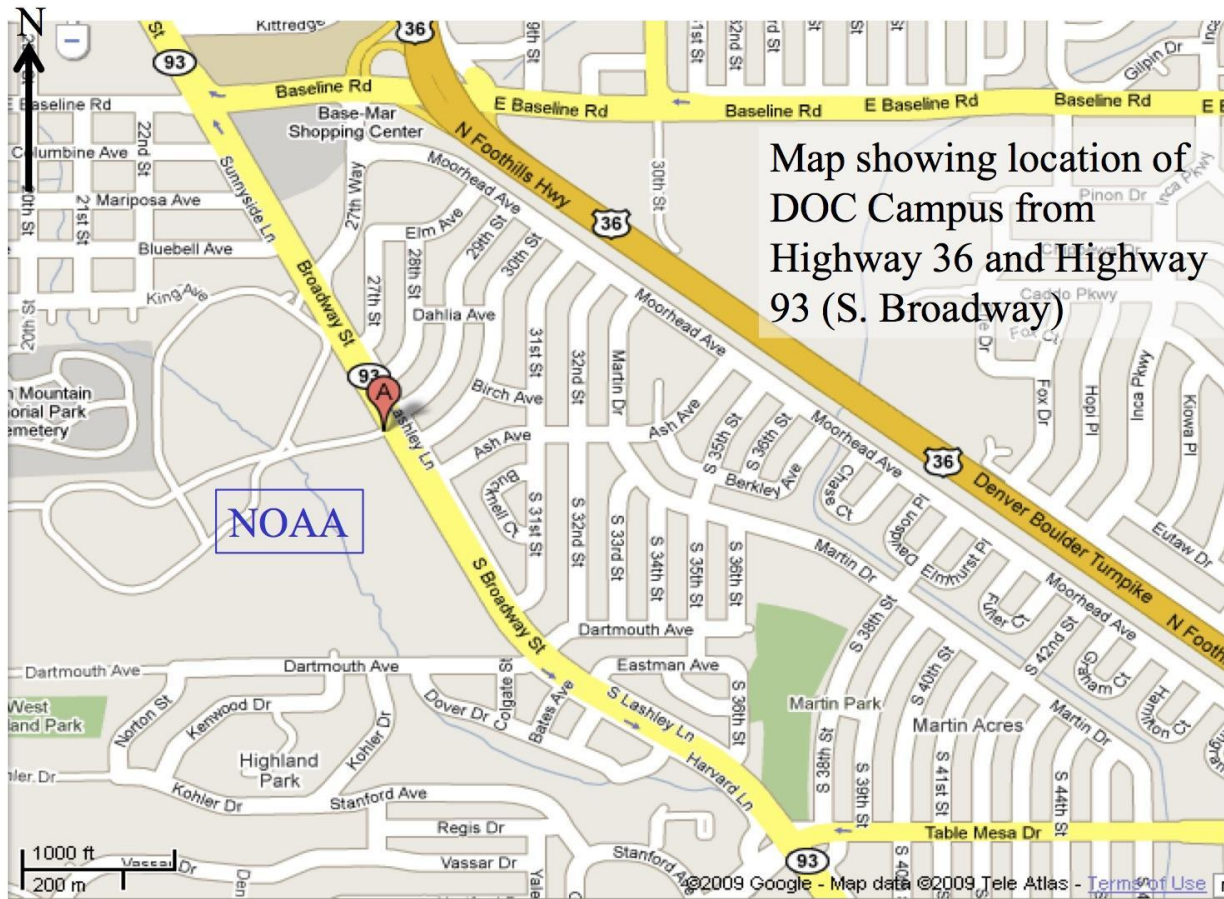 N
Kittredge
36
St
93
Baseline Rd
E Baseline Rd
E Baseline Rd
Baseline Rd
E Baseline Rd
Baseline Rd
Gilpin Dr
31st St
32nd St
Base-Mar
Shopping Center
N Foothills Hwy
22nd St
Columbine Ave
Sunnyside Ln
Moorhead Ave
27th Way
30th St
Map showing location of
DOC Campus from
Highway 36 and Highway
93 (S. Broadway)
Pinon Dr
Inca Pkwy
Chippewa Dr
Caddo Pkwy
Fox Ct
21st St
Mariposa Ave
Elm Ave
29th St
30th St
36
Bluebell Ave
28th St
27th St
Broadway St
King Ave
20th St
Dahlia Ave
Moorhead Ave
31st St
32nd St
Martin Dr
93
A
Lashley Ln
Birch Ave
Fox Dr
Hopi Pl
Inca Pkwy
Kiowa Pl
Mountain
Park
Ash Ave
Ash Ave
S 35th St
S 36th St
Moorhead Ave
36
Berkley Ave
Chase Ct
Denver Boulder Turnpike
Bucknell Ct
S 31st St
S 32nd St
S 33rd St
S 34th St
S 35th St
S 36th St
NOAA
Martin Dr
Elmhurst Pl
Eutaw Dr
S Broadway St
Fuller Ct
Moorhead Ave
N Footh
Dartmouth Ave
S 38th St
S 42nd St
Dartmouth Ave
Dartmouth Ave
Eastman Ave
S 40th St
Graham Ct
Colgate St
Norton St
Kenwood Dr
Dover Dr
Bates Ave
S Lashley Ln
S 36th St
Martin Park
Martin Acres
Martin Dr
Hamilton Ct
West
land Park
Highland
Park
Kohler Dr
Harvard Ln
S 38th St
S 39th St
S 41st St
S 44th St
Kohler Dr
Stanford Ave
Regis Dr
Table Mesa Dr
1000 ft
200 m
Vassar Dr
Vassar Dr
Stanford Ave
93
©2009 Google - Map data ©2009 Tele Atlas - Terms of Use